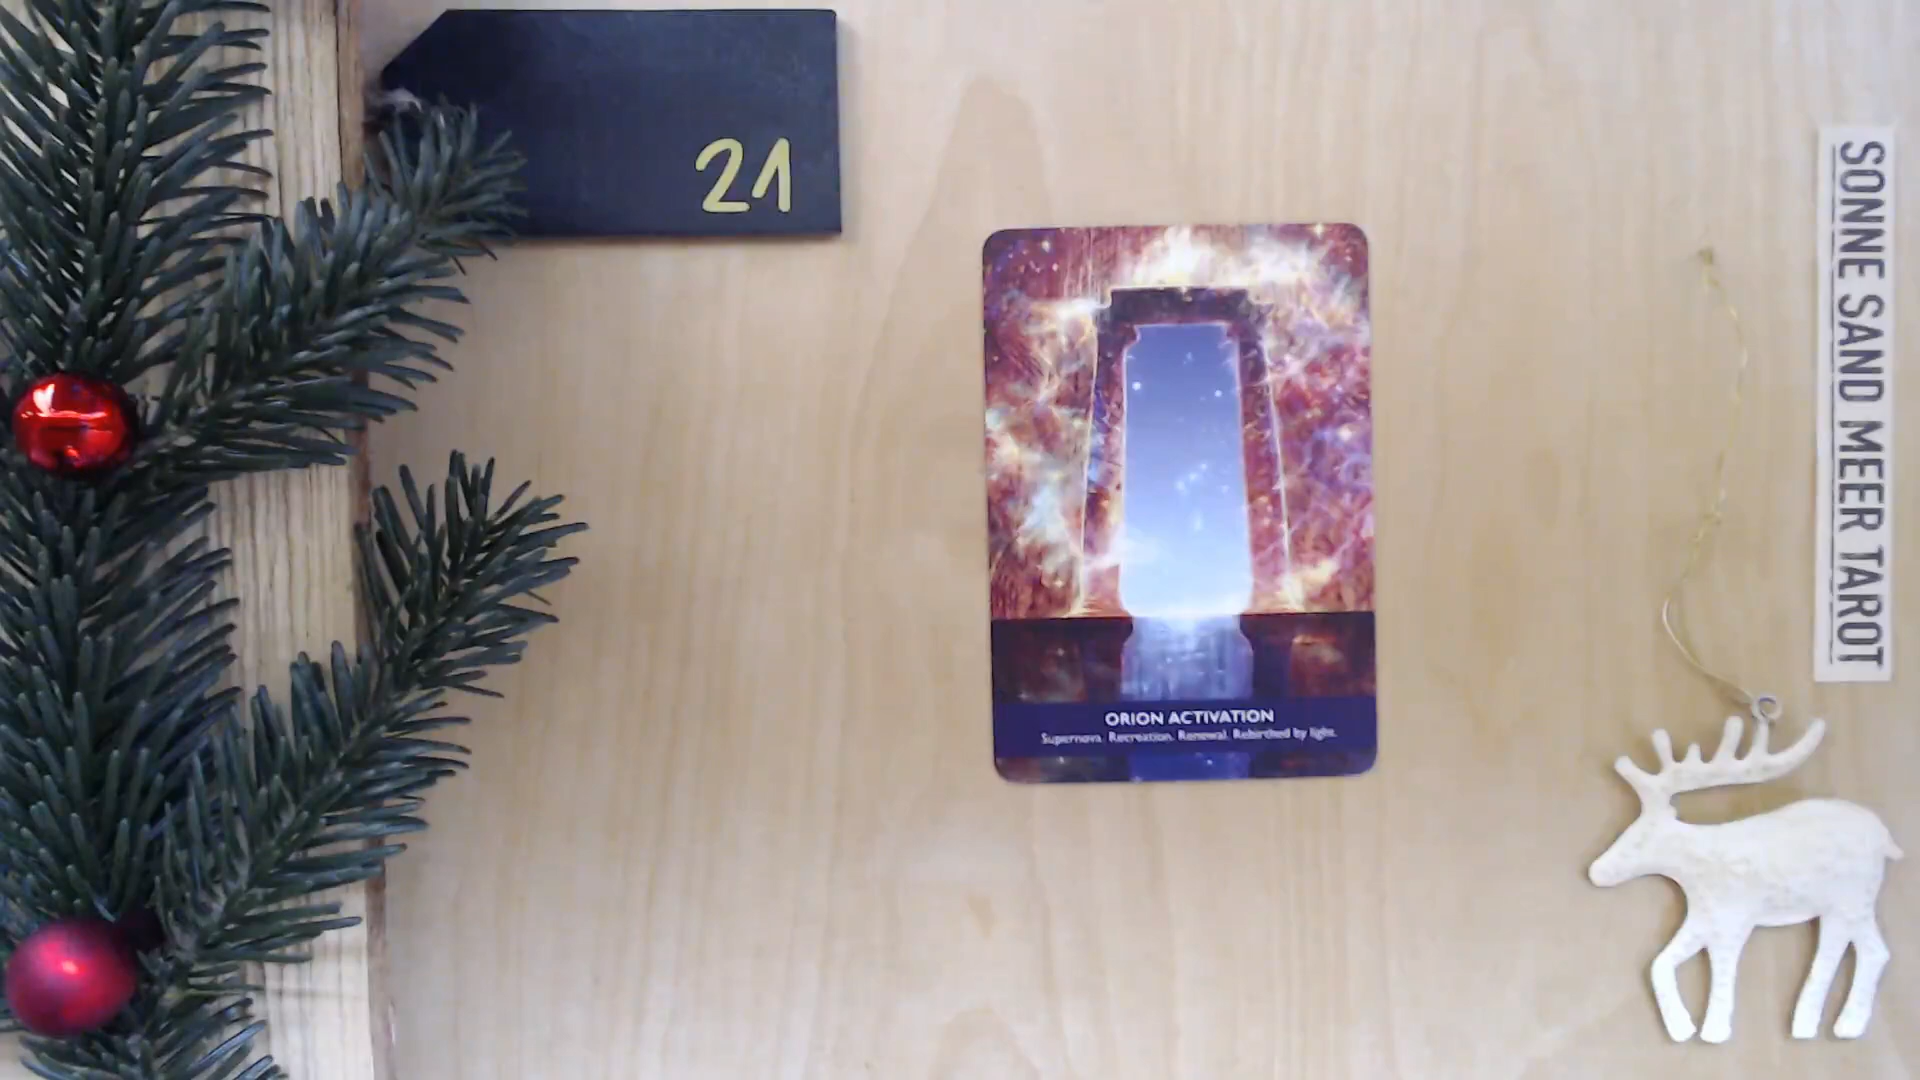 21
ORION ACTIVATION
Supernova. Recreation. Renewal. Rebirthed by light.
SONNE SAND MEER TAROT